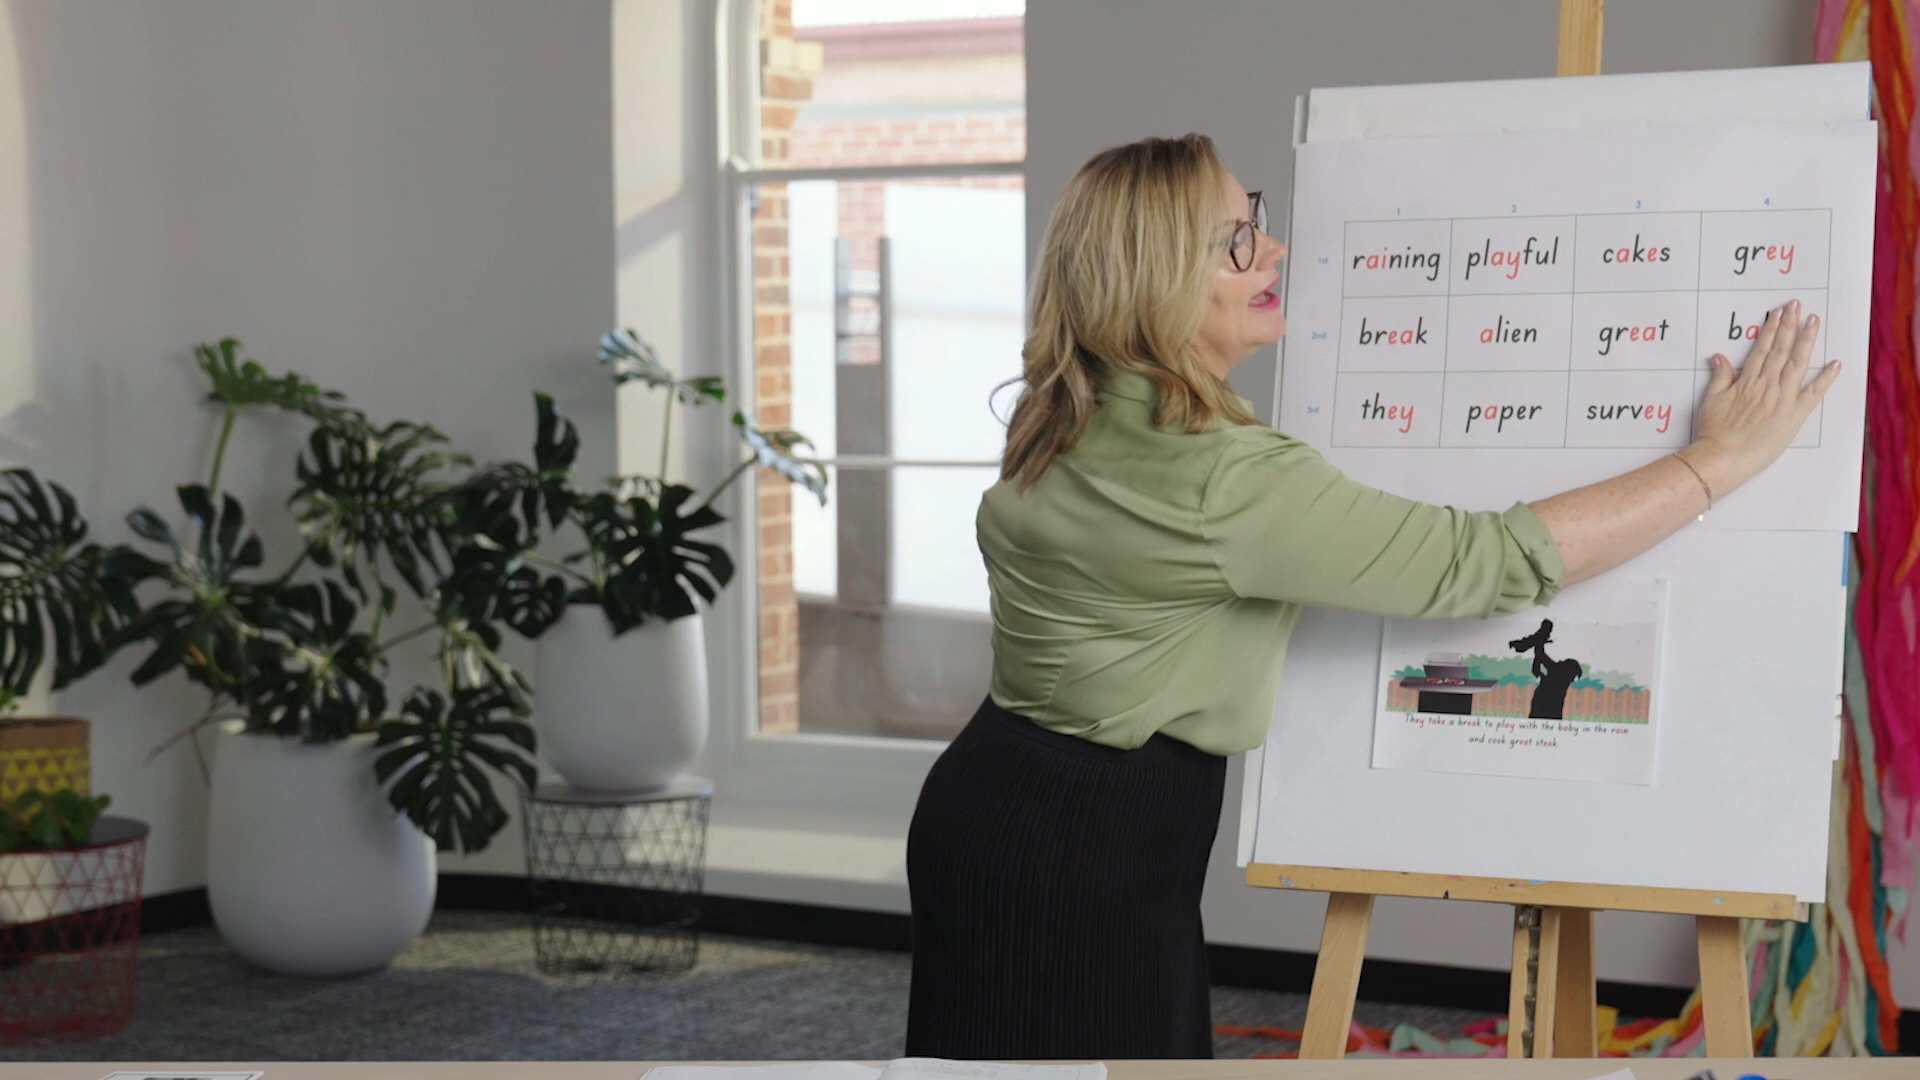 1 2 3 4
1st raining playful cakes grey
2nd break alien great
3rd they paper survey
They take a break to play with the baby in the rain
and cook great steak.